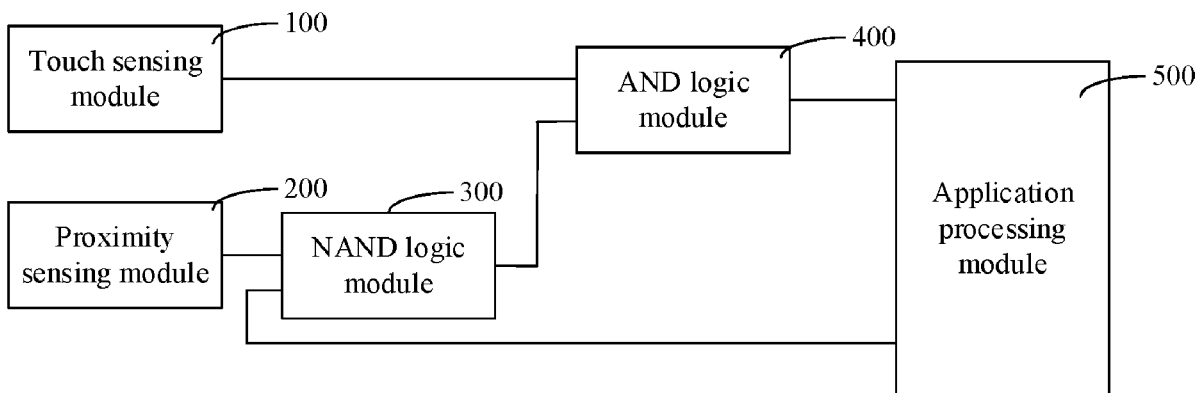 100
Touch sensing
module
400
AND logic
module
500
200
Proximity
sensing module
300
NAND logic
module
Application
processing
module